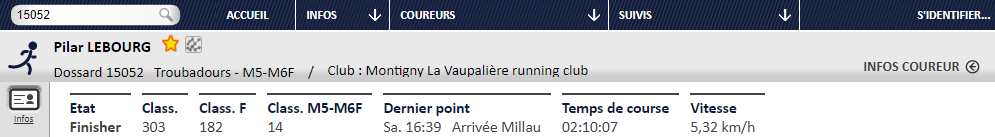 15052 ACCUEIL INFOS COUREURS SUIVIS S'IDENTIFIER...
Pilar LEBOURG
Dossard 15052 Troubadours - M5-M6F / Club : Montigny La Vaupalière running club
INFOS COUREUR
Infos
Etat Class. Class. F Class. M5-M6F Dernier point Temps de course Vitesse
Finisher 303 182 14 Sa. 16:39 Arrivée Millau 02:10:07 5,32 km/h